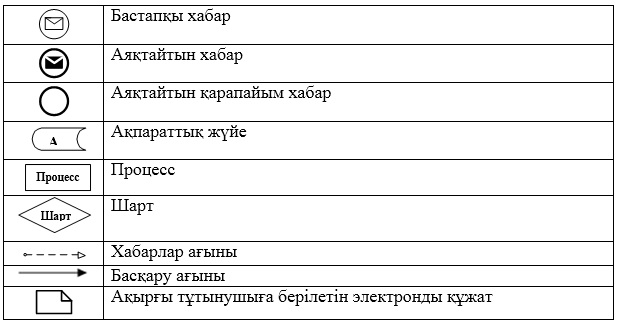 Бастапқы хабар
Аяқтайтын хабар
Аяқтайтын қарапайым хабар
А Ақпараттық жүйе
Процесс Процесс
Шарт Шарт
Хабарлар ағыны
Басқару ағыны
Ақырғы тұтынушыға берілетін электронды құжат